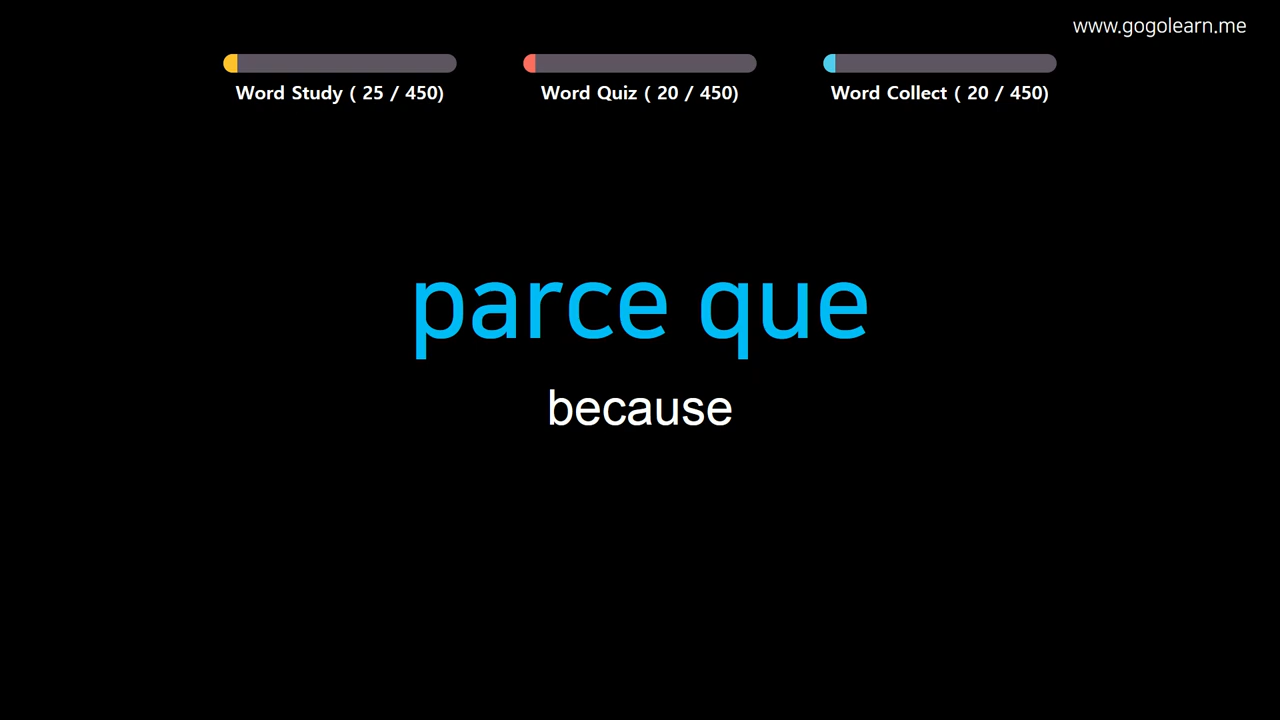 www.gogolearn.me
Word Study ( 25 / 450)
Word Quiz ( 20 / 450)
Word Collect ( 20 / 450)
parce que
because